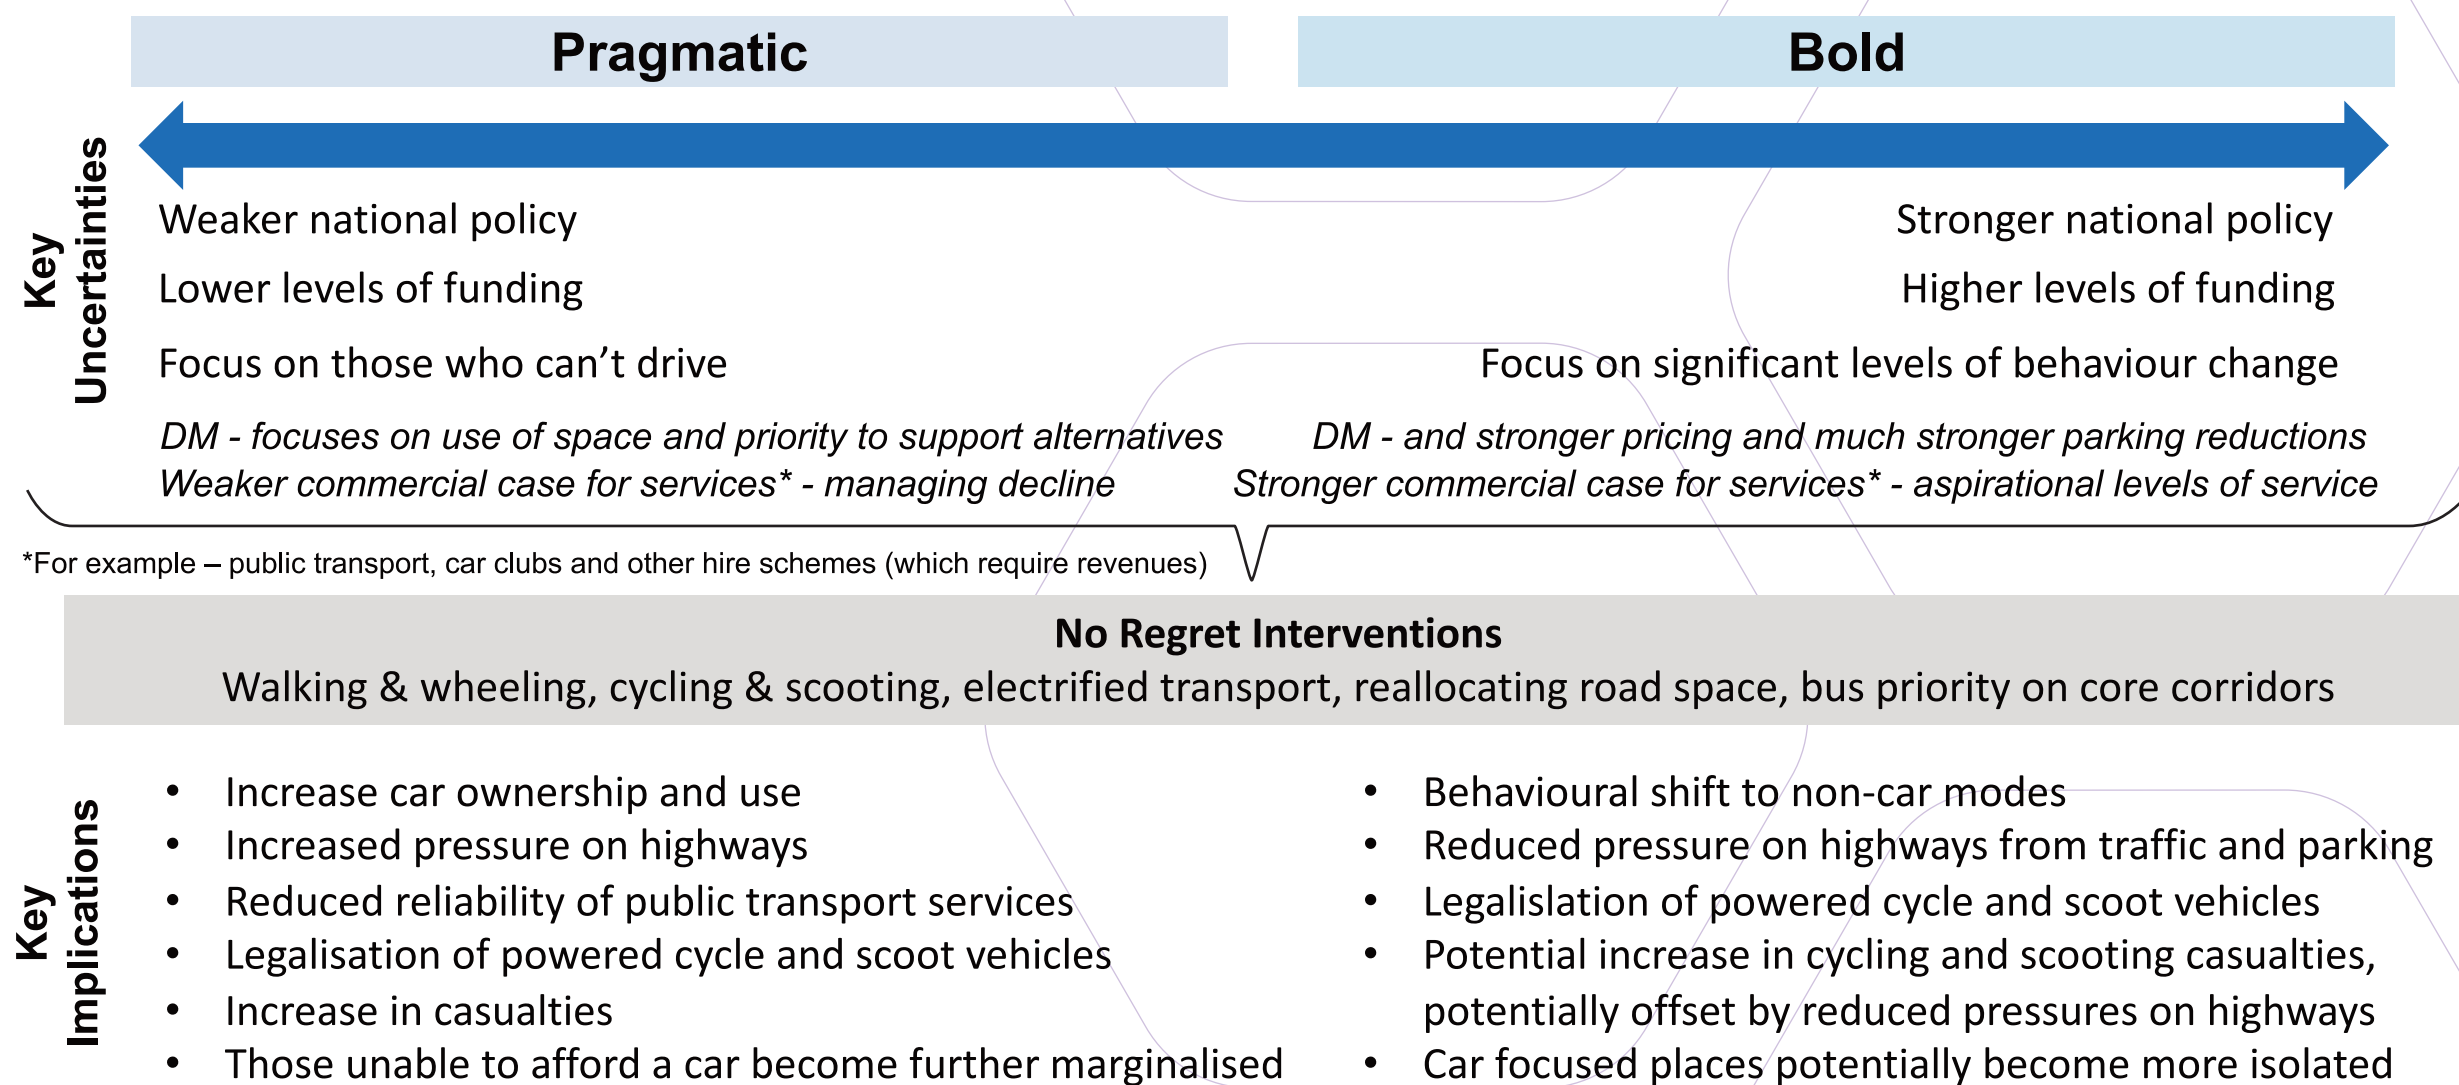 Pragmatic
Bold
Key
Uncertainties
Weaker national policy
Stronger national policy
Lower levels of funding
Higher levels of funding
Focus on those who can’t drive
Focus on significant levels of behaviour change
DM - focuses on use of space and priority to support alternatives
DM - and stronger pricing and much stronger parking reductions
Weaker commercial case for services* - managing decline
Stronger commercial case for services* - aspirational levels of service
*For example – public transport, car clubs and other hire schemes (which require revenues)
No Regret Interventions
Walking & wheeling, cycling & scooting, electrified transport, reallocating road space, bus priority on core corridors
Key
Implications
• Increase car ownership and use
• Increased pressure on highways
• Reduced reliability of public transport services
• Legalisation of powered cycle and scoot vehicles
• Increase in casualties
• Those unable to afford a car become further marginalised
• Behavioural shift to non-car modes
• Reduced pressure on highways from traffic and parking
• Legalislation of powered cycle and scoot vehicles
• Potential increase in cycling and scooting casualties,
potentially offset by reduced pressures on highways
• Car focused places potentially become more isolated